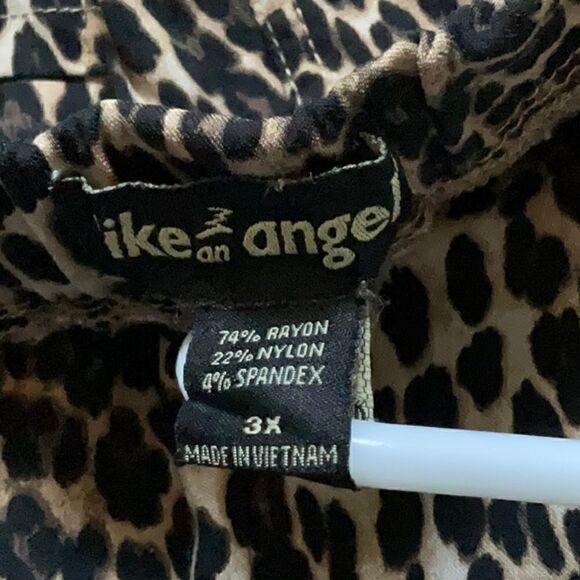 ike an ange
74% RAYON
22% NYLON
4% SPANDEX
3X
MADE IN VIETNAM